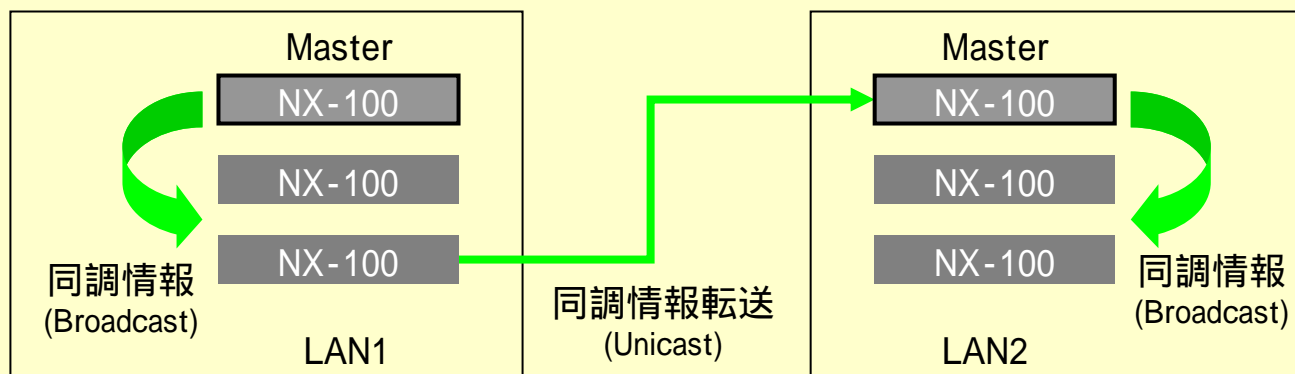 Master
NX-100
NX-100
NX-100
同調情報
(Broadcast)
LAN1
同調情報転送
(Unicast)
Master
NX-100
NX-100
NX-100
同調情報
(Broadcast)
LAN2